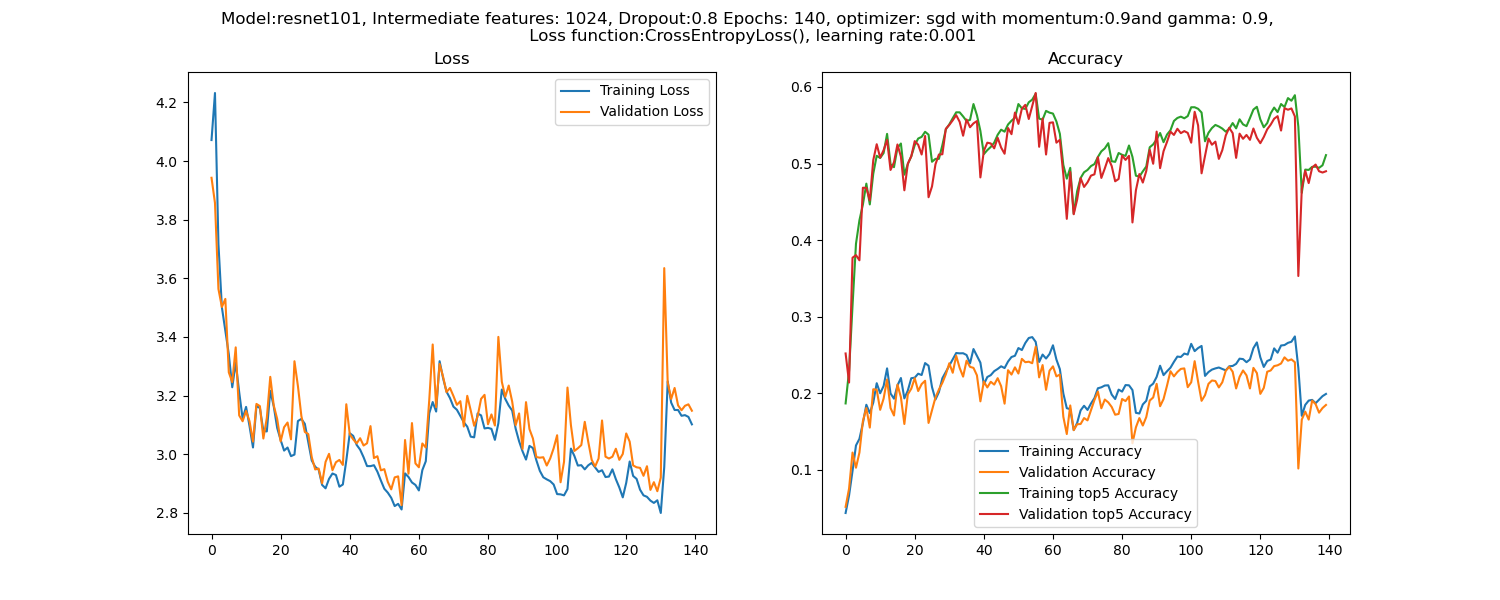 Model:resnet101, Intermediate features: 1024, Dropout:0.8 Epochs: 140, optimizer: sgd with momentum:0.9and gamma: 0.9,
Loss function:CrossEntropyLoss(), learning rate:0.001
Loss
Training Loss
Validation Loss
4.2
4.0
3.8
3.6
3.4
3.2
3.0
2.8
0 20 40 60 80 100 120 140
Accuracy
0.6
0.5
0.4
0.3
0.2
0.1
Training Accuracy
Validation Accuracy
Training top5 Accuracy
Validation top5 Accuracy
0 20 40 60 80 100 120 140